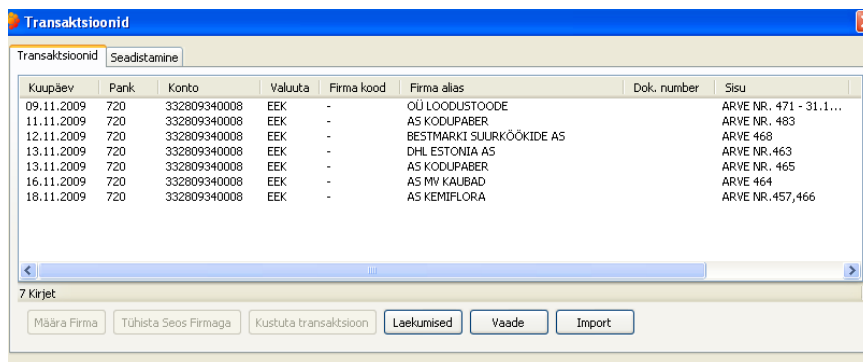 Transaktsioonid
Transaktsioonid Seadistamine
Kuupäev Pank Konto Valuuta Firma kood Firma alias Dok. number Sisu
09.11.2009 720 332809340008 EEK - OÜ LOODUSTOODE ARVE NR. 471 - 31.1...
11.11.2009 720 332809340008 EEK - AS KODUPABER ARVE NR. 483
12.11.2009 720 332809340008 EEK - BESTMARKI SUURKÖÖKIDE AS ARVE 468
13.11.2009 720 332809340008 EEK - DHL ESTONIA AS ARVE NR.463
13.11.2009 720 332809340008 EEK - AS KODUPABER ARVE NR. 465
16.11.2009 720 332809340008 EEK - AS MV KAUBAD ARVE 464
18.11.2009 720 332809340008 EEK - AS KEMIFLORA ARVE NR.457,466
7 Kirjet
Määra Firma Tühista Seos Firmaga Kustuta transaktsioon Laekumised Vaade Import